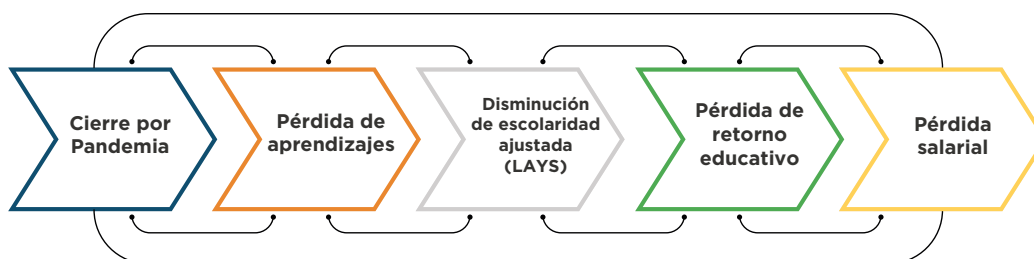 Cierre por
Pandemia
Pérdida de
aprendizajes
Disminución
de escolaridad
ajustada
(LAYS)
Pérdida de
retorno
educativo
Pérdida
salarial